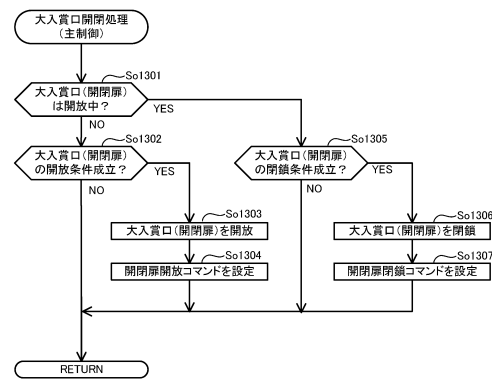 大入賞口開閉処理
(主制御)
So1301
大入賞口(開閉扉)
は開放中?
YES
NO
So1302
大入賞口(開閉扉)
の開放条件成立?
YES
NO
So1305
大入賞口(開閉扉)
の閉鎖条件成立?
YES
NO
So1303
大入賞口(開閉扉)を開放
So1304
開閉扉開放コマンドを設定
So1306
大入賞口(開閉扉)を閉鎖
So1307
開閉扉閉鎖コマンドを設定
RETURN